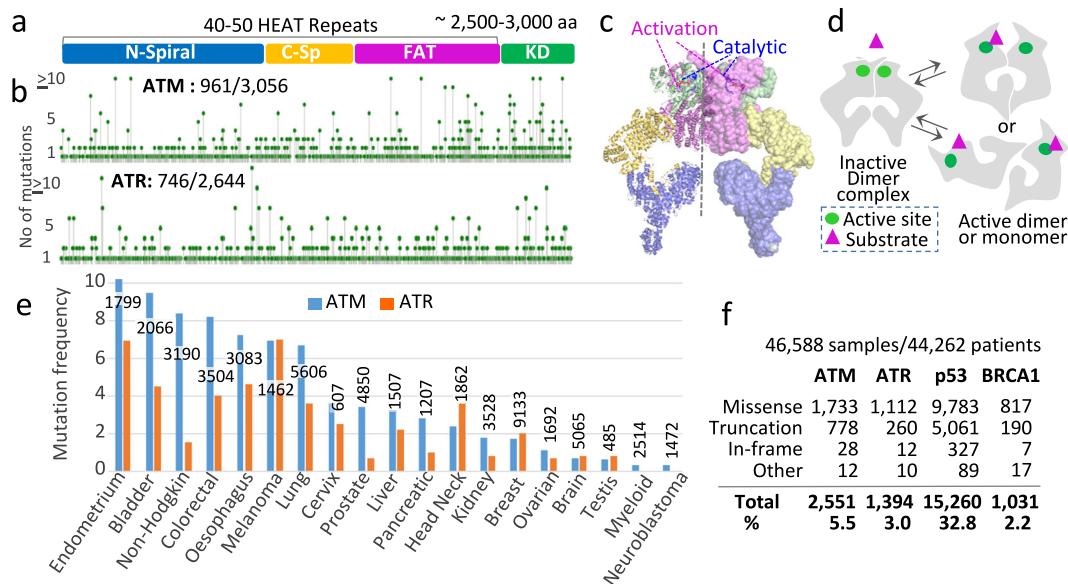 a
40-50 HEAT Repeats
~ 2,500-3,000 aa
N-Spiral
C-Sp
FAT
KD
b
No of mutations
≥10
5
1
ATM : 961/3,056
≥10
5
1
ATR: 746/2,644
c
Activation
Catalytic
d
or
Inactive
Dimer
complex
Active dimer
or monomer
Active site
Substrate
e
Mutation frequency
10
8
6
4
2
0
ATM
ATR
1799
2066
3190
3504
3083
1462
5606
607
4850
1507
1207
1862
3528
9133
1692
5065
485
2514
1472
Endometrium
Bladder
Non-Hodgkin
Colorectal
Oesophagus
Melanoma
Lung
Cervix
Prostate
Liver
Pancreatic
Head Neck
Kidney
Breast
Ovarian
Brain
Testis
Myeloid
Neuroblastoma
f
46,588 samples/44,262 patients
ATM ATR p53 BRCA1
Missense 1,733 1,112 9,783 817
Truncation 778 260 5,061 190
In-frame 28 12 327 7
Other 12 10 89 17
Total 2,551 1,394 15,260 1,031
% 5.5 3.0 32.8 2.2